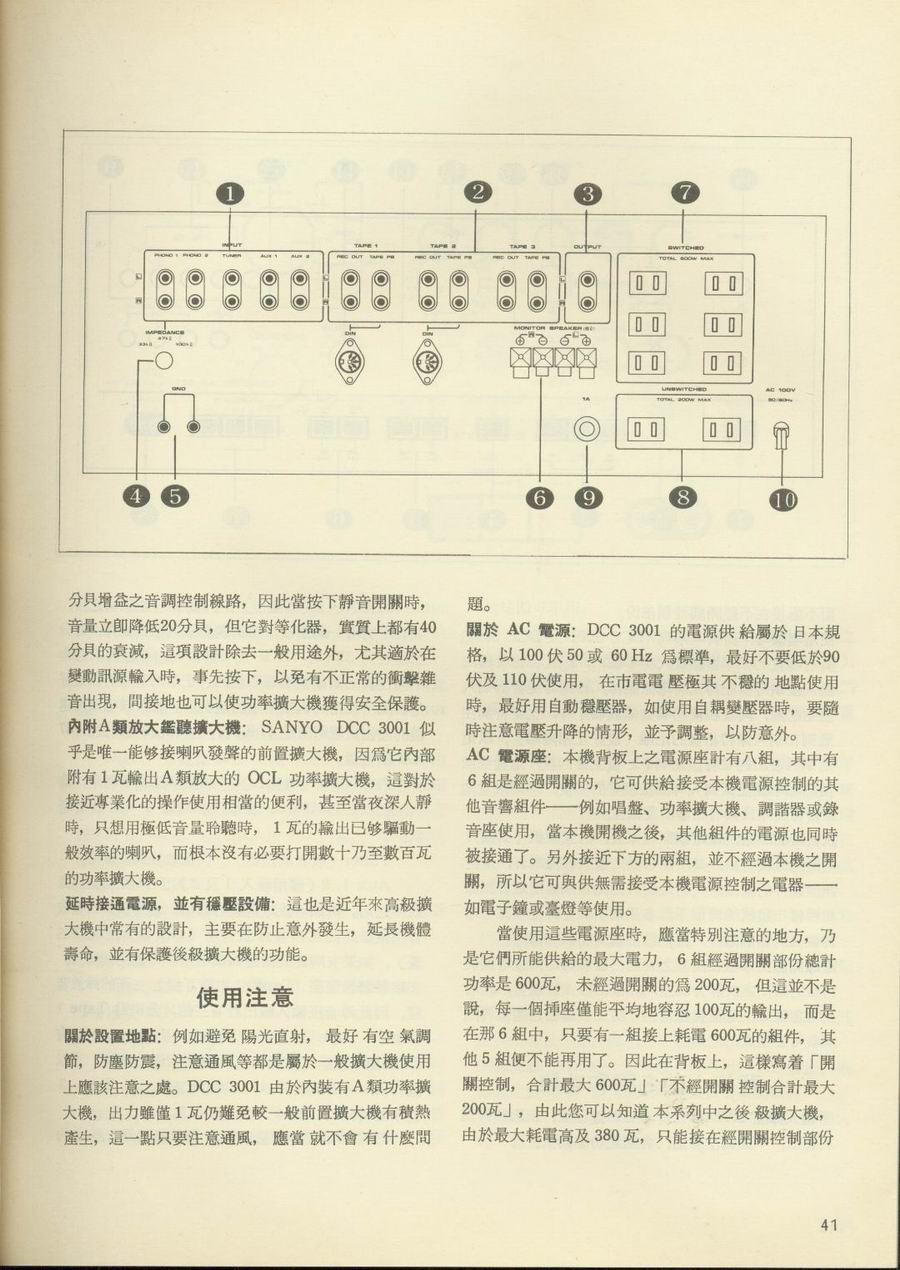 1
2
3
7
INPUT
PHONO 1 PHONO 2 TUNER AUX 1 AUX 2
TAPE 1
REC OUT TAPE PB
TAPE 2
REC OUT TAPE PB
TAPE 3
REC OUT TAPE PB
OUTPUT
SWITCHED
TOTAL 600W MAX
L
R
L
R
L
R
IMPEDANCE
47kΩ
100kΩ
DIN
DIN
MONITOR SPEAKER
R
L
GND
1A
UNSWITCHED
TOTAL 200W MAX
AC 100V
50/60Hz
4
5
6
9
8
10
分貝增益之音調控制線路，因此當按下靜音開關時，
音量立卽降低20分貝，但它對等化器，實質上都有40
分貝的衰減，這項設計除去一般用途外，尤其適於在
變動訊源輸入時，事先按下，以免有不正常的衝擊雜
音出現，間接地也可以使功率擴大機獲得安全保護。
內附A類放大鑑聽擴大機：SANYO DCC 3001 似
乎是唯一能够接喇叭發聲的前置擴大機，因爲它內部
附有1瓦輸出A類放大的 OCL 功率擴大機，這對於
接近專業化的操作使用相當的便利，甚至當夜深人靜
時，只想用極低音量聆聽時，1瓦的輸出已够驅動一
般效率的喇叭，而根本沒有必要打開數十乃至數百瓦
的功率擴大機。
延時接通電源，並有穩壓設備：這也是近年來高級擴
大機中常有的設計，主要在防止意外發生，延長機體
壽命，並有保護後級擴大機的功能。
使用注意
關於設置地點：例如避免陽光直射，最好有空氣調
節，防塵防震，注意通風等都是屬於一般擴大機使用
上應該注意之處。DCC 3001 由於內裝有A類功率擴
大機，出力雖僅1瓦仍難免較一般前置擴大機有積熱
產生，這一點只要注意通風，應當就不會有什麼問
題。
關於 AC 電源：DCC 3001 的電源供給屬於日本規
格，以100伏50或 60Hz 爲標準，最好不要低於90
伏及110伏使用，在市電電壓極其不穩的地點使用
時，最好用自動穩壓器，如使用自耦變壓器時，要隨
時注意電壓升降的情形，並予調整，以防意外。
AC 電源座：本機背板上之電源座計有八組，其中有
6組是經過開關的，它可供給接受本機電源控制的其
他音響組件——例如唱盤、功率擴大機、調諧器或錄
音座使用，當本機開機之後，其他組件的電源也同時
被接通了。另外接近下方的兩組，並不經過本機之開
關，所以它可與供無需接受本機電源控制之電器——
如電子鐘或臺燈等使用。
當使用這些電源座時，應當特別注意的地方，乃
是它們所能供給的最大電力，6組經過開關部份總計
功率是600瓦，未經過開關的爲200瓦，但這並不是
說，每一個揷座僅能平均地容忍100瓦的輸出，而是
在那6組中，只要有一組接上耗電600瓦的組件，其
他5組便不能再用了。因此在背板上，這樣寫着「開
關控制，合計最大600瓦」「不經開關控制合計最大
200瓦」，由此您可以知道本系列中之後級擴大機，
由於最大耗電高及380瓦，只能接在經開關控制部份
41